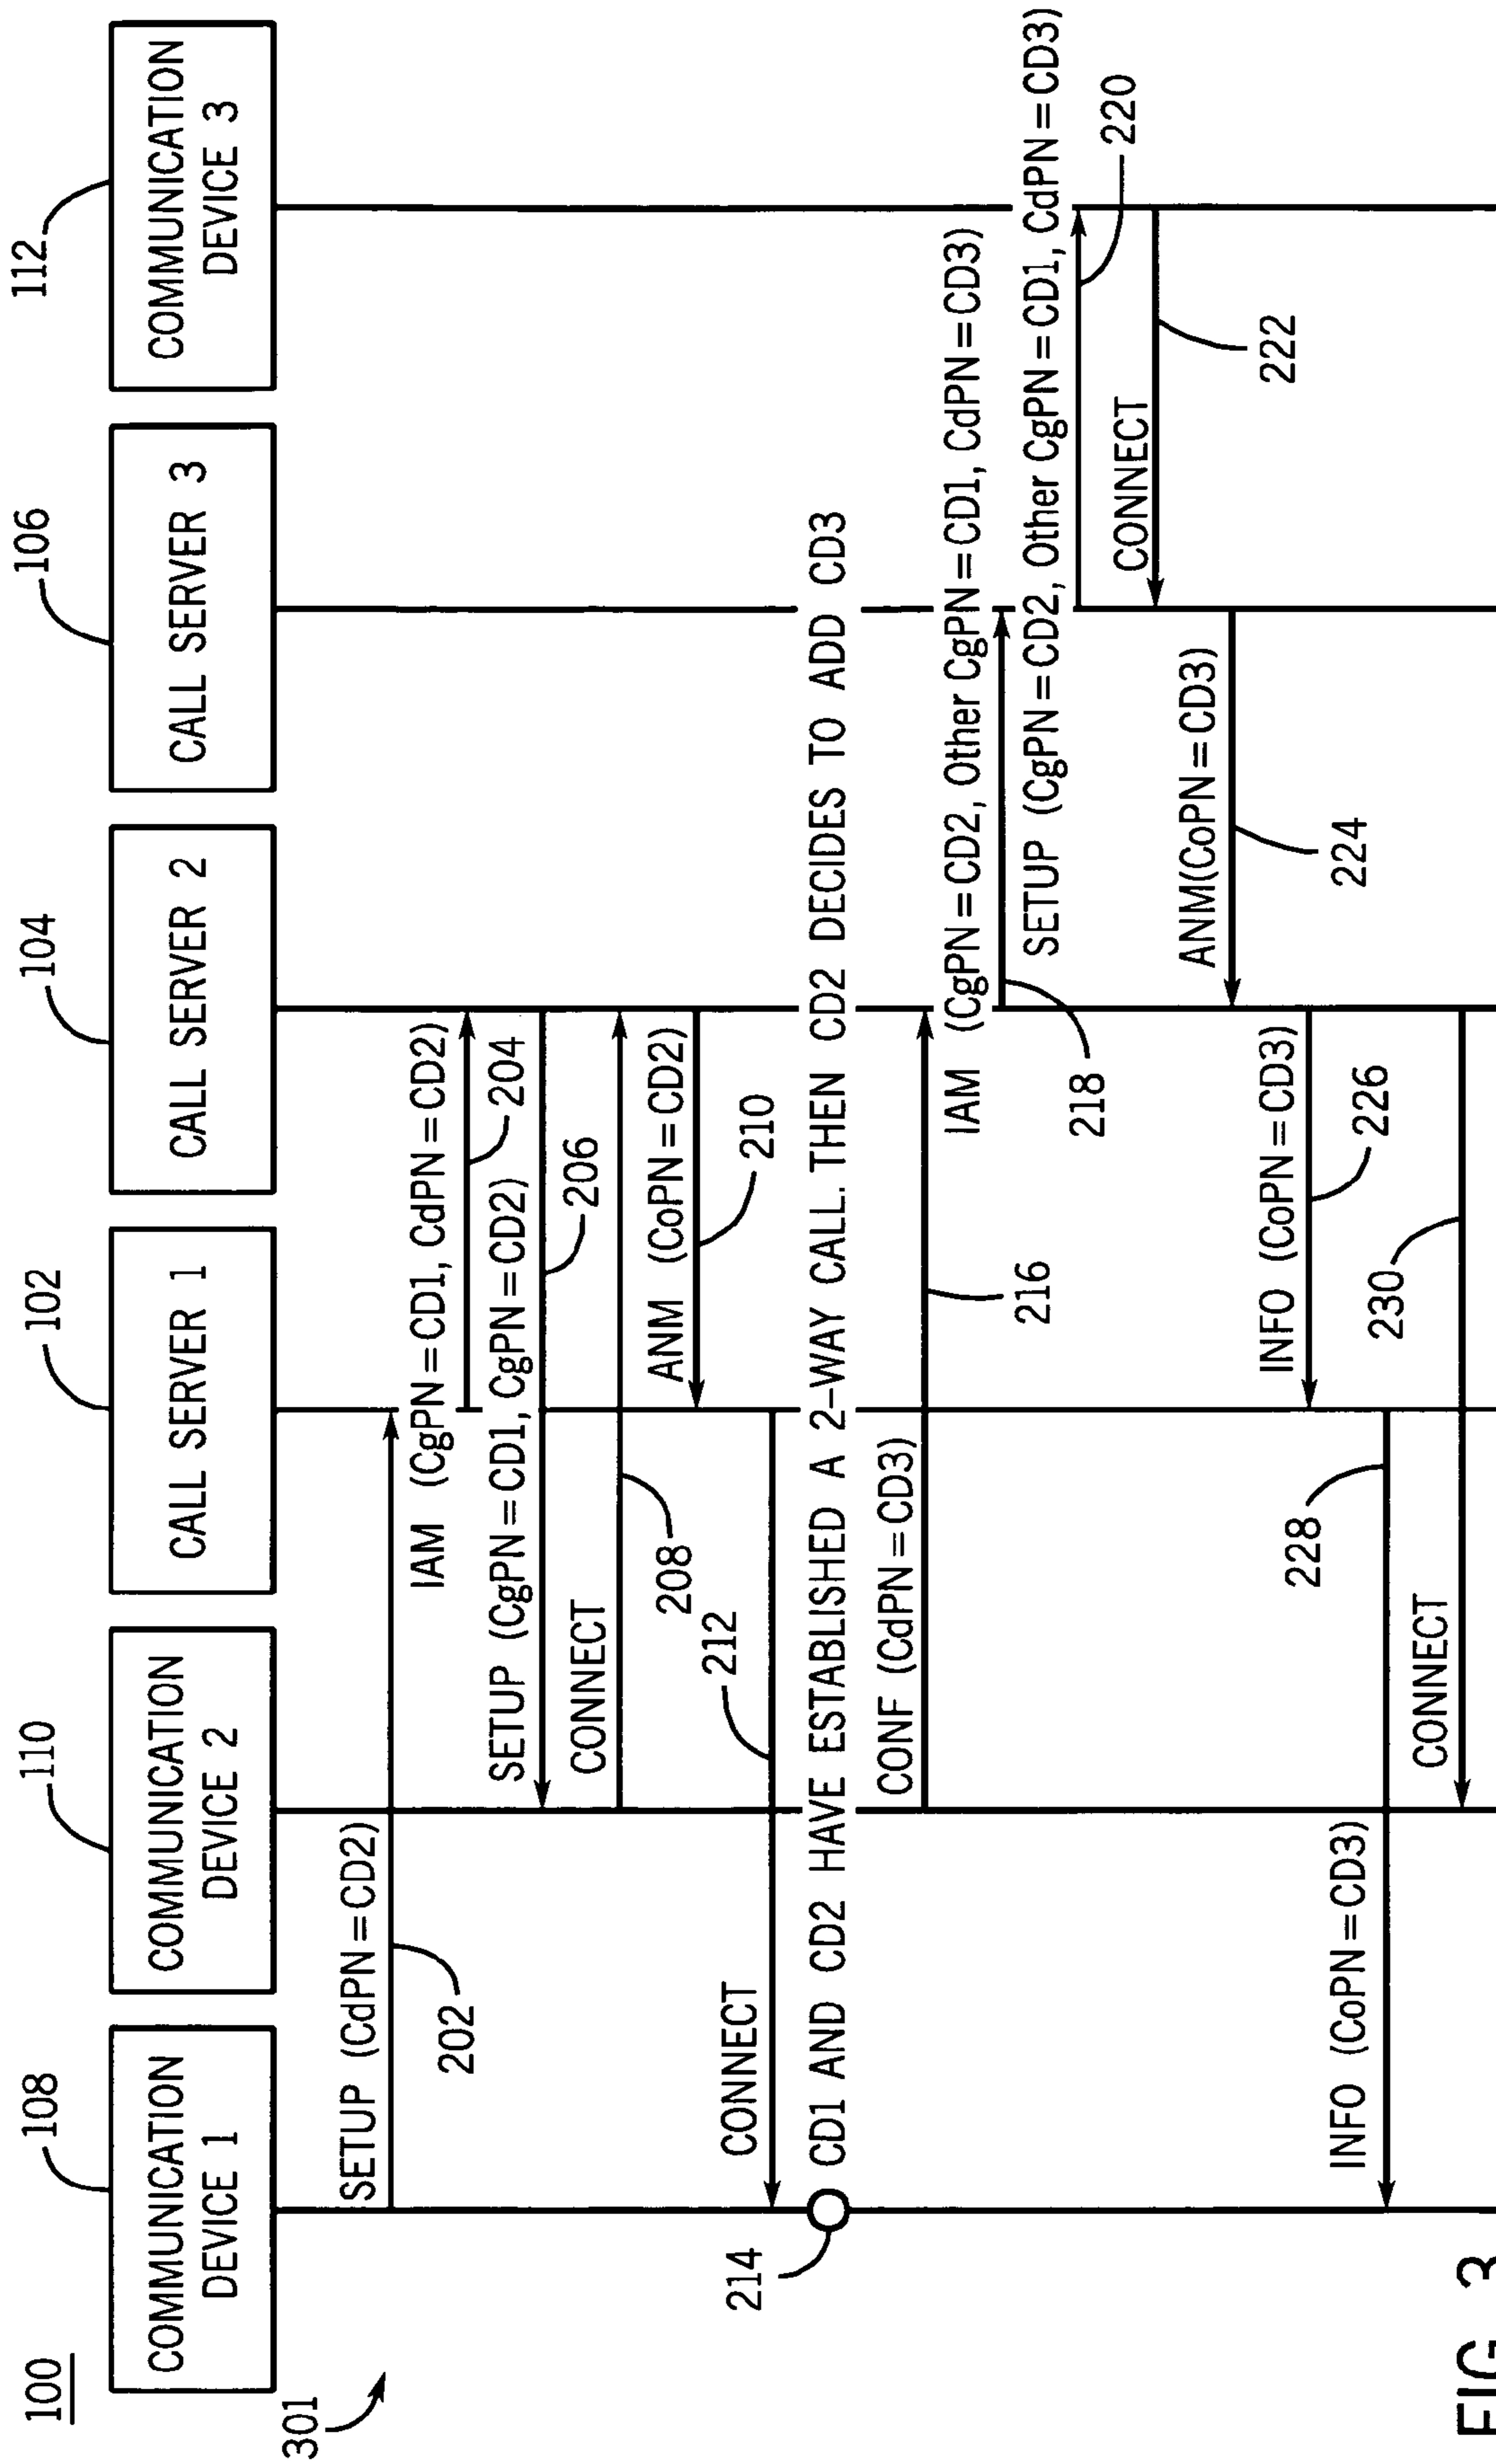 100
108
110
102
104
106
112
COMMUNICATION
DEVICE 1
COMMUNICATION
DEVICE 2
CALL SERVER 1
CALL SERVER 2
CALL SERVER 3
COMMUNICATION
DEVICE 3
301
SETUP (CdPN=CD2)
202
IAM (CgPN=CD1, CdPN=CD2)
204
SETUP (CgPN=CD1, CgPN=CD2)
206
CONNECT
208
ANM (CoPN=CD2)
210
CONNECT
212
214
CD1 AND CD2 HAVE ESTABLISHED A 2-WAY CALL. THEN CD2 DECIDES TO ADD CD3
CONF (CdPN=CD3)
216
IAM (CgPN=CD2, Other CgPN=CD1, CdPN=CD3)
218
SETUP (CgPN=CD2, Other CgPN=CD1, CdPN=CD3)
220
CONNECT
222
ANM(CoPN=CD3)
224
INFO (CoPN=CD3)
226
INFO (CoPN=CD3)
228
CONNECT
230
FIG. 3